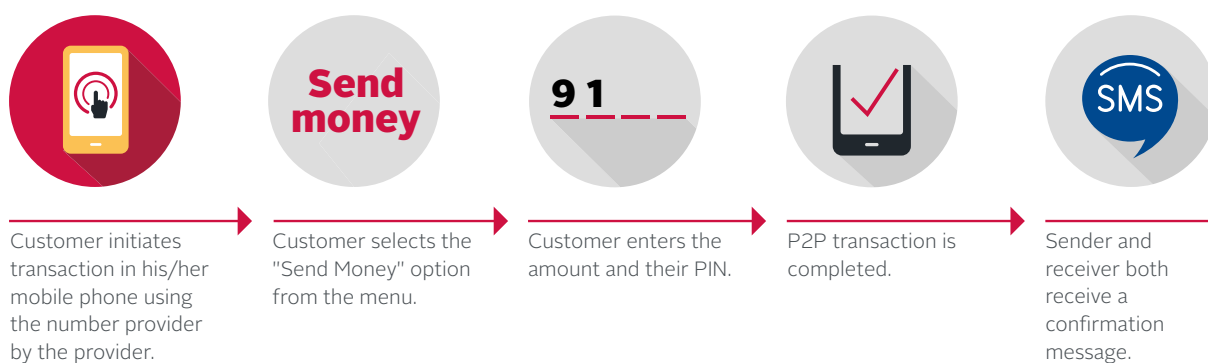 Send
money
9 1
SMS
Customer initiates
transaction in his/her
mobile phone using
the number provider
by the provider.
Customer selects the
"Send Money" option
from the menu.
Customer enters the
amount and their PIN.
P2P transaction is
completed.
Sender and
receiver both
receive a
confirmation
message.